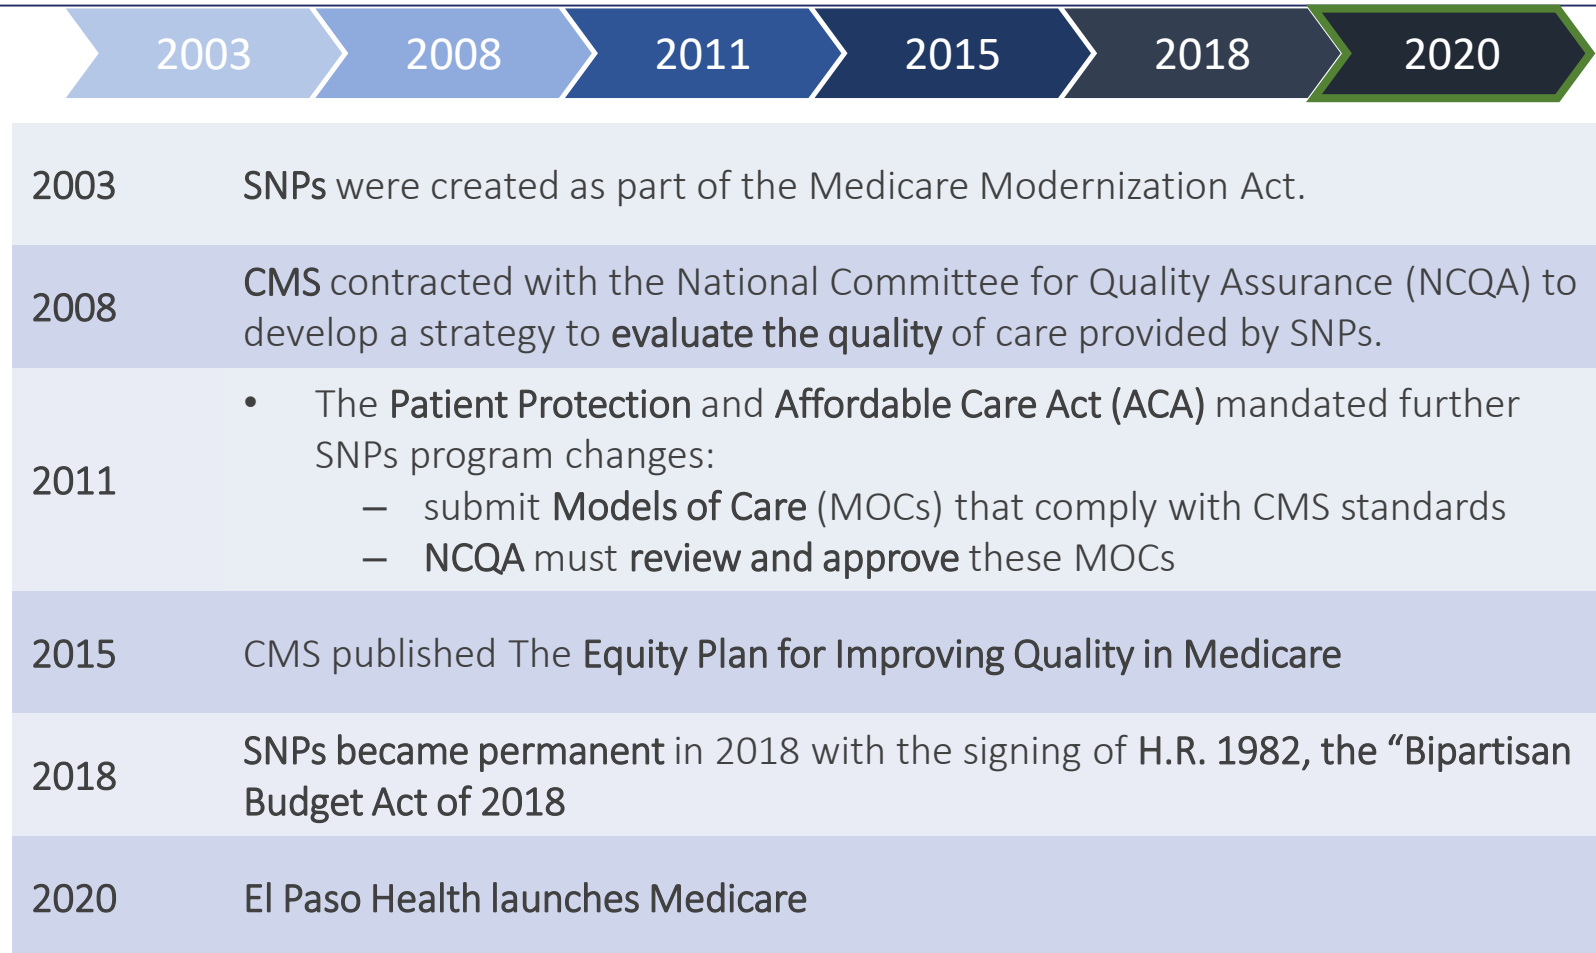 2003 2008 2011 2015 2018 2020
2003 SNPs were created as part of the Medicare Modernization Act.
2008 CMS contracted with the National Committee for Quality Assurance (NCQA) to
develop a strategy to evaluate the quality of care provided by SNPs.
2011 • The Patient Protection and Affordable Care Act (ACA) mandated further
SNPs program changes:
– submit Models of Care (MOCs) that comply with CMS standards
– NCQA must review and approve these MOCs
2015 CMS published The Equity Plan for Improving Quality in Medicare
2018 SNPs became permanent in 2018 with the signing of H.R. 1982, the “Bipartisan
Budget Act of 2018
2020 El Paso Health launches Medicare